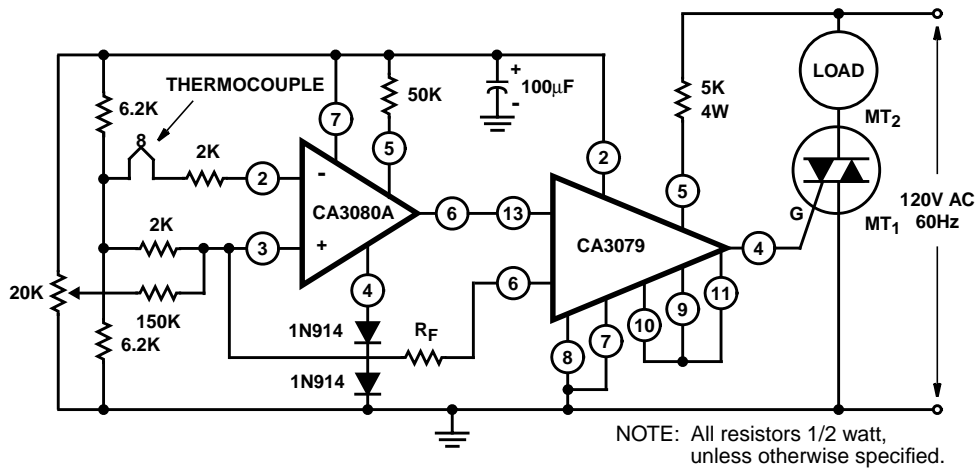 THERMOCOUPLE
6.2K
8
2K
2
7
50K
5
+
100µF
-
2
5K
4W
LOAD
MT2
-
CA3080A
+
6
13
5
CA3079
4
G
MT1
120V AC
60Hz
2K
3
20K
150K
6.2K
4
1N914
RF
6
1N914
8
7
10
9
11
NOTE: All resistors 1/2 watt,
unless otherwise specified.